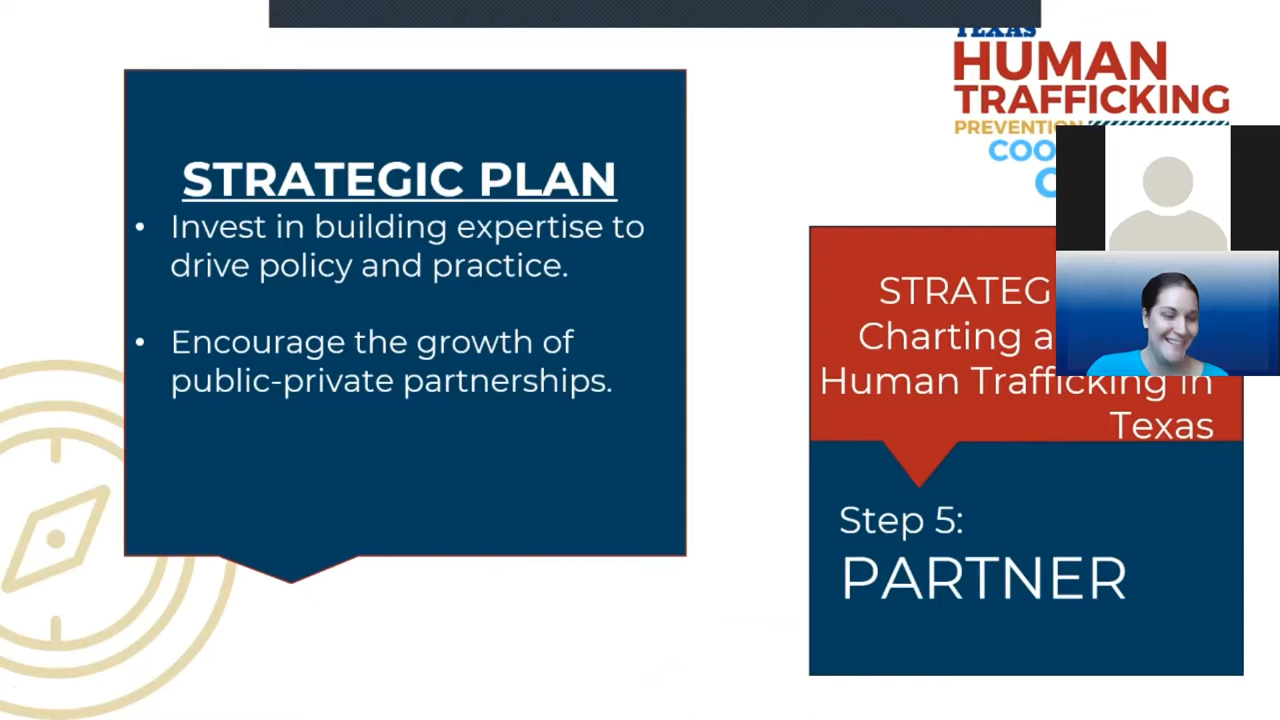 STRATEGIC PLAN
• Invest in building expertise to
drive policy and practice.
• Encourage the growth of
public-private partnerships.
TEXAS
HUMAN
TRAFFICKING
PREVENTION
Charting
Human Trafficking in
Texas
Step 5:
PARTNER